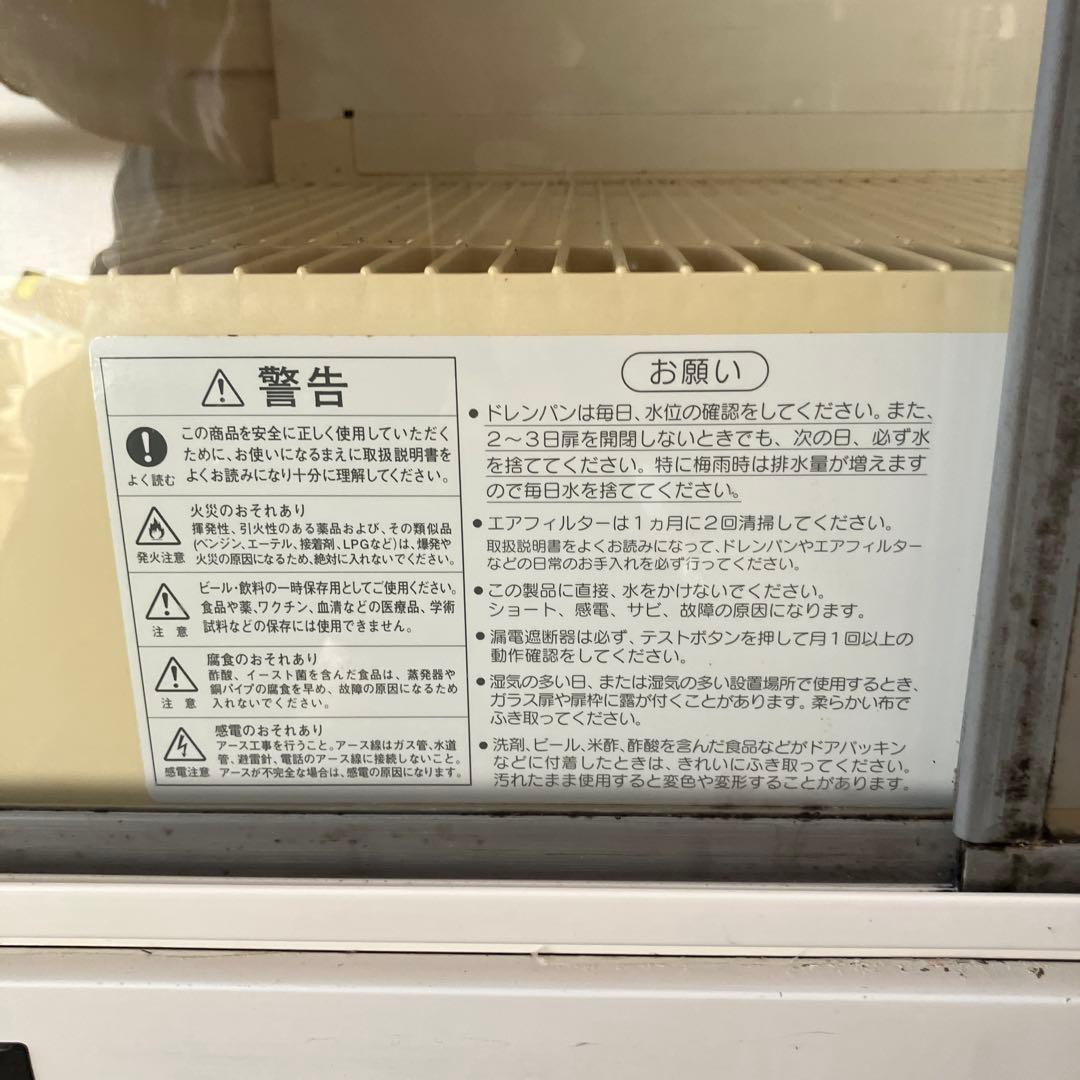 警告
この商品を安全に正しく使用していただく
ために、お使いになるまえに取扱説明書を
よくお読みになり十分に理解してください。
よく読む
火災のおそれあり
揮発性、引火性のある薬品および、その類似品
(ベンジン、エーテル、接着剤、LPGなど)は、爆発や
火災の原因になるため、絶対に入れないでください。
発火注意
ビール・飲料の一時保存用としてご使用ください。
食品や薬、ワクチン、血清などの医療品、学術
試料などの保存には使用できません。
注意
腐食のおそれあり
酢酸、イースト菌を含んだ食品は、蒸発器や
銅パイプの腐食を早め、故障の原因になるため
入れないでください。
注意
感電のおそれあり
アース工事を行うこと。アース線はガス管、水道
管、避雷針、電話のアース線に接続しないこと。
アースが不完全な場合は、感電の原因になります。
感電注意
お願い
●ドレンパンは毎日、水位の確認をしてください。また、
2〜3日扉を開閉しないときでも、次の日、必ず水
を捨ててください。特に梅雨時は排水量が増えます
ので毎日水を捨ててください。
●エアフィルターは1ヵ月に2回清掃してください。
取扱説明書をよくお読みになって、ドレンパンやエアフィルター
などの日常のお手入れを必ず行ってください。
●この製品に直接、水をかけないでください。
ショート、感電、サビ、故障の原因になります。
●漏電遮断器は必ず、テストボタンを押して月1回以上の
動作確認をしてください。
●湿気の多い日、または湿気の多い設置場所で使用するとき、
ガラス扉や扉枠に露が付くことがあります。柔らかい布で
ふき取ってください。
●洗剤、ビール、米酢、酢酸を含んだ食品などがドアパッキン
などに付着したときは、きれいにふき取ってください。
汚れたまま使用すると変色や変形することがあります。